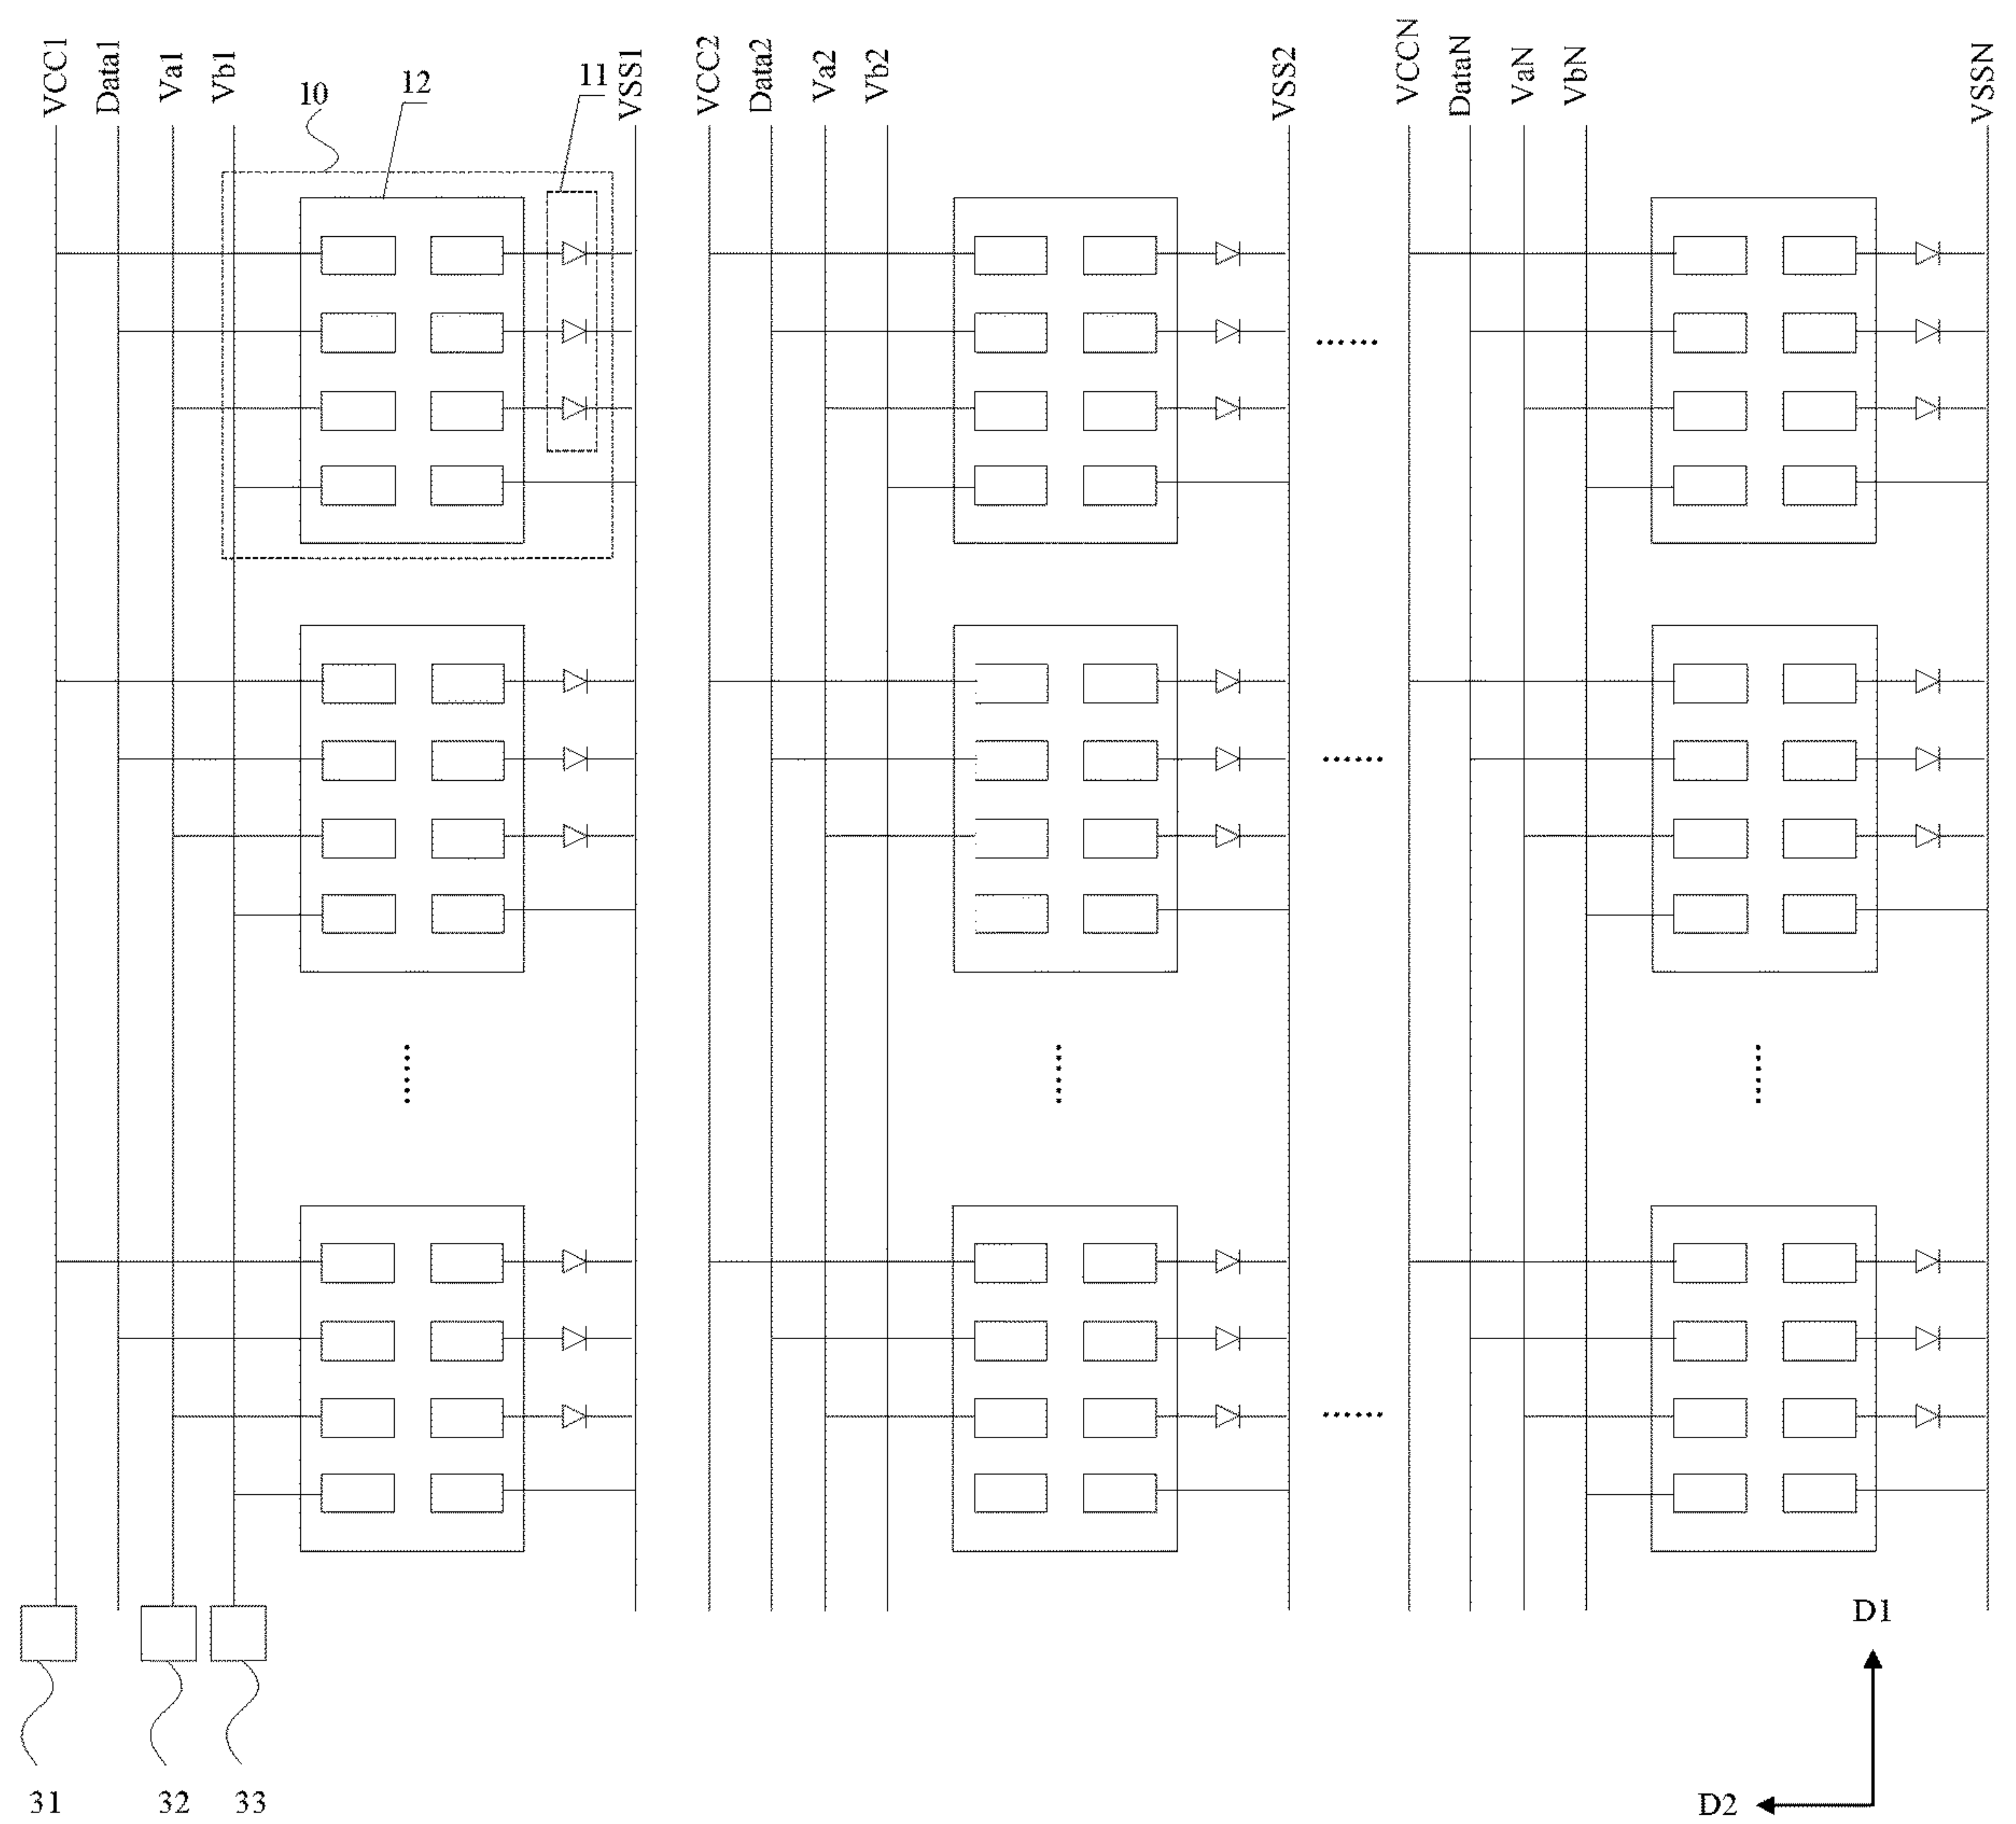 VCC1
Data1
Va1
Vb1
10
12
11
VSS1
VCC2
Data2
Va2
Vb2
VSS2
VCCN
DataN
VaN
VbN
VSSN
31
32
33
D1
D2